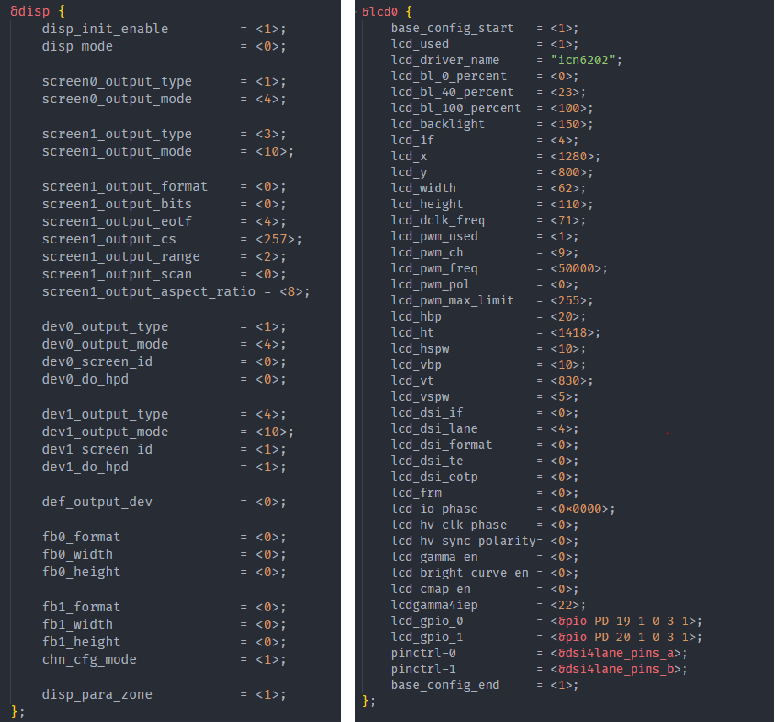 &disp {
disp_init_enable = <1>;
disp_mode = <0>;
screen0_output_type = <1>;
screen0_output_mode = <4>;
screen1_output_type = <3>;
screen1_output_mode = <10>;
screen1_output_format = <0>;
screen1_output_bits = <0>;
screen1_output_eotf = <4>;
screen1_output_cs = <257>;
screen1_output_range = <2>;
screen1_output_scan = <0>;
screen1_output_aspect_ratio = <8>;
dev0_output_type = <1>;
dev0_output_mode = <4>;
dev0_screen_id = <0>;
dev0_do_hpd = <0>;
dev1_output_type = <4>;
dev1_output_mode = <10>;
dev1_screen_id = <1>;
dev1_do_hpd = <1>;
def_output_dev = <0>;
fb0_format = <0>;
fb0_width = <0>;
fb0_height = <0>;
fb1_format = <0>;
fb1_width = <0>;
fb1_height = <0>;
chn_cfg_mode = <1>;
disp_para_zone = <1>;
};
&lcd0 {
base_config_start = <1>;
lcd_used = <1>;
lcd_driver_name = "icn6202";
lcd_bl_0_percent = <0>;
lcd_bl_40_percent = <23>;
lcd_bl_100_percent = <100>;
lcd_backlight = <150>;
lcd_if = <4>;
lcd_x = <1280>;
lcd_y = <800>;
lcd_width = <62>;
lcd_height = <110>;
lcd_dclk_freq = <71>;
lcd_pwm_used = <1>;
lcd_pwm_ch = <9>;
lcd_pwm_freq = <50000>;
lcd_pwm_pol = <0>;
lcd_pwm_max_limit = <255>;
lcd_hbp = <20>;
lcd_ht = <1418>;
lcd_hspw = <10>;
lcd_vbp = <10>;
lcd_vt = <830>;
lcd_vspw = <5>;
lcd_dsi_if = <0>;
lcd_dsi_lane = <4>;
lcd_dsi_format = <0>;
lcd_dsi_te = <0>;
lcd_dsi_eotp = <0>;
lcd_frm = <0>;
lcd_io_phase = <0x0000>;
lcd_hv_clk_phase = <0>;
lcd_hv_sync_polarity= <0>;
lcd_gamma_en = <0>;
lcd_bright_curve_en = <0>;
lcd_cmap_en = <0>;
lcdgamma4iep = <22>;
lcd_gpio_0 = <&pio PD 19 1 0 3 1>;
lcd_gpio_1 = <&pio PD 20 1 0 3 1>;
pinctrl-0 = <&dsi4lane_pins_a>;
pinctrl-1 = <&dsi4lane_pins_b>;
base_config_end = <1>;
};